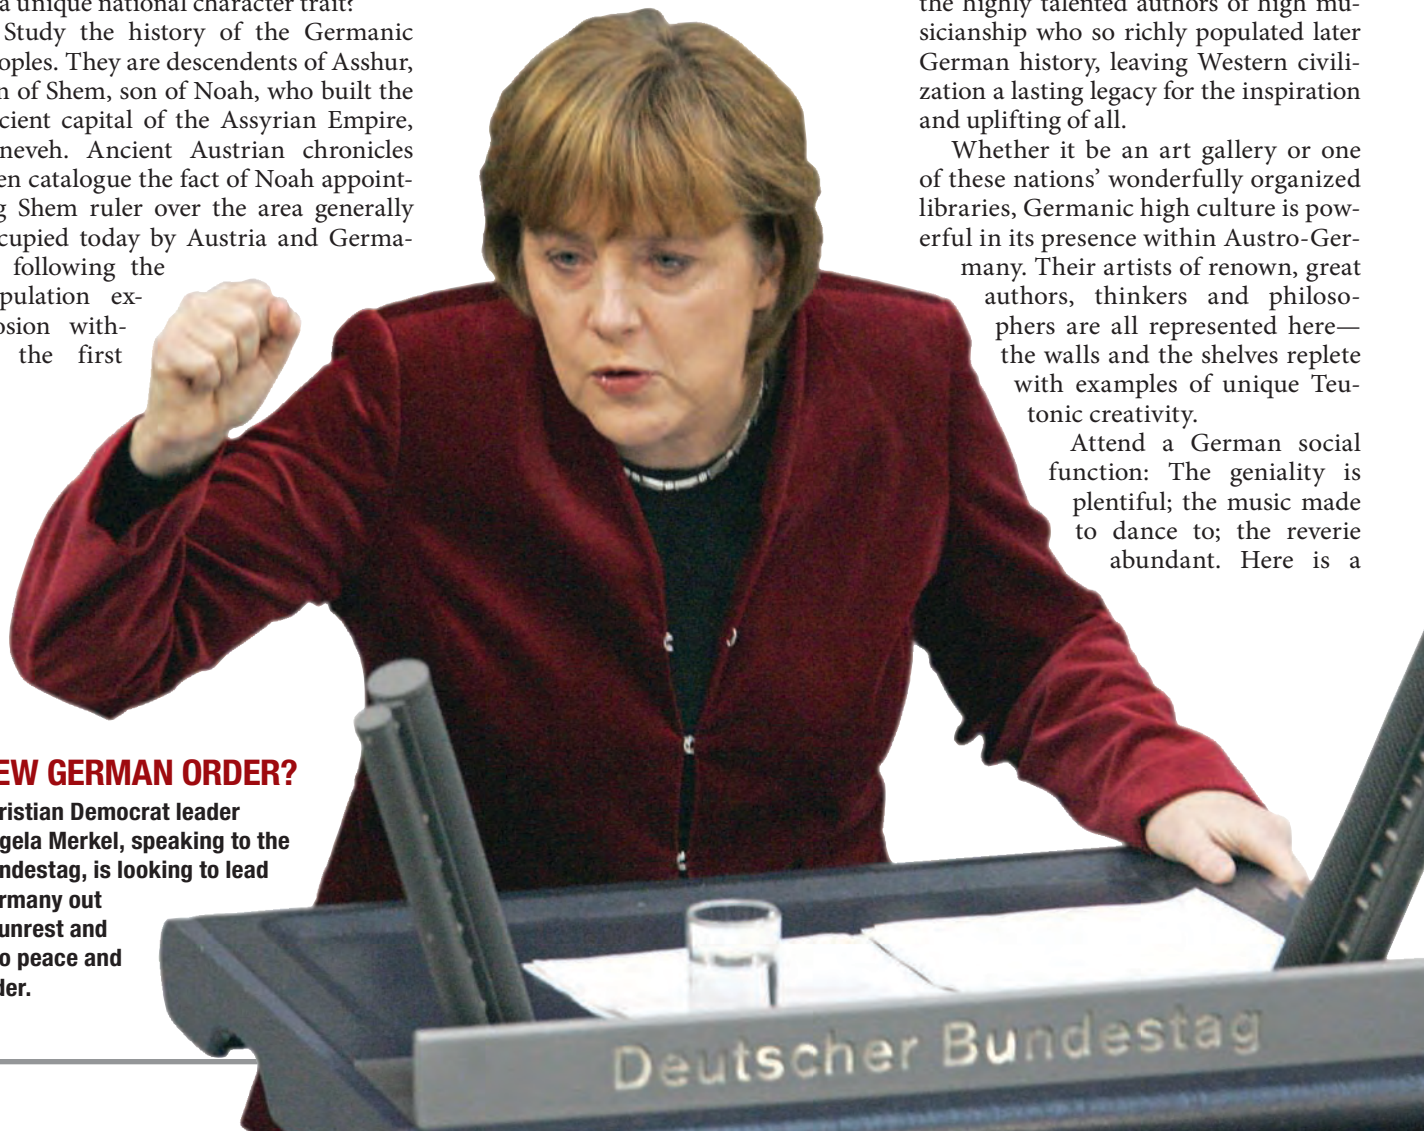 a unique national character trait?
Study the history of the Germanic
oples. They are descendents of Asshur,
n of Shem, son of Noah, who built the
cient capital of the Assyrian Empire,
neveh. Ancient Austrian chronicles
en catalogue the fact of Noah appoint-
g Shem ruler over the area generally
cupied today by Austria and Germa-
following the
pulation ex-
osion with-
the first
EW GERMAN ORDER?
ristian Democrat leader
gela Merkel, speaking to the
ndestag, is looking to lead
rmany out
unrest and
o peace and
der.
the highly talented authors of high mu-
sicianship who so richly populated later
German history, leaving Western civili-
zation a lasting legacy for the inspiration
and uplifting of all.
Whether it be an art gallery or one
of these nations’ wonderfully organized
libraries, Germanic high culture is pow-
erful in its presence within Austro-Ger-
many. Their artists of renown, great
authors, thinkers and philoso-
phers are all represented here—
the walls and the shelves replete
with examples of unique Teu-
tonic creativity.
Attend a German social
function: The geniality is
plentiful; the music made
to dance to; the reverie
abundant. Here is a
Deutscher Bundestag